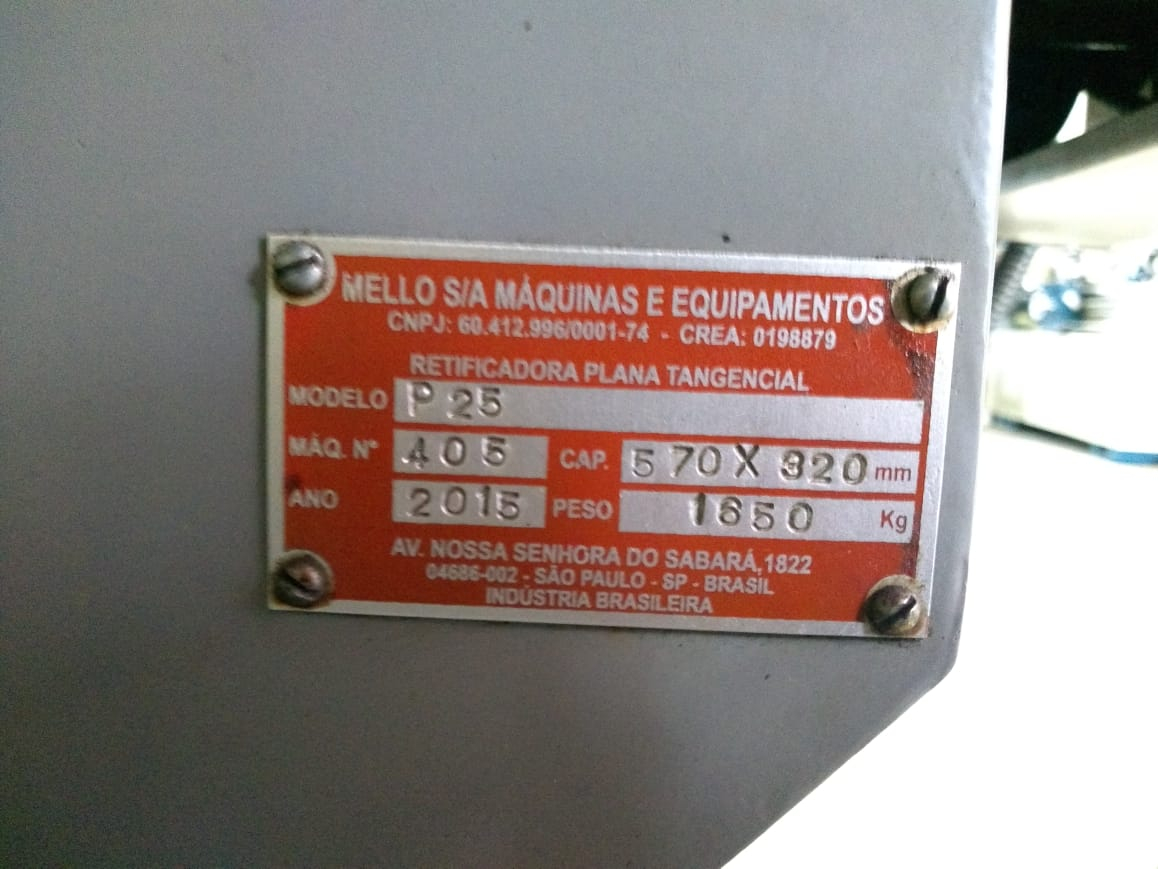 MELLO S/A MÁQUINAS E EQUIPAMENTOS
CNPJ: 60.412.996/0001-74 - CREA: 0198879
RETIFICADORA PLANA TANGENCIAL
MODELO P 25
MÁQ. N° 405 CAP. 570 X 320 mm
ANO 2015 PESO 1650 Kg
AV. NOSSA SENHORA DO SABARÁ,1822
04686-002 - SÃO PAULO - SP - BRASIL
INDÚSTRIA BRASILEIRA